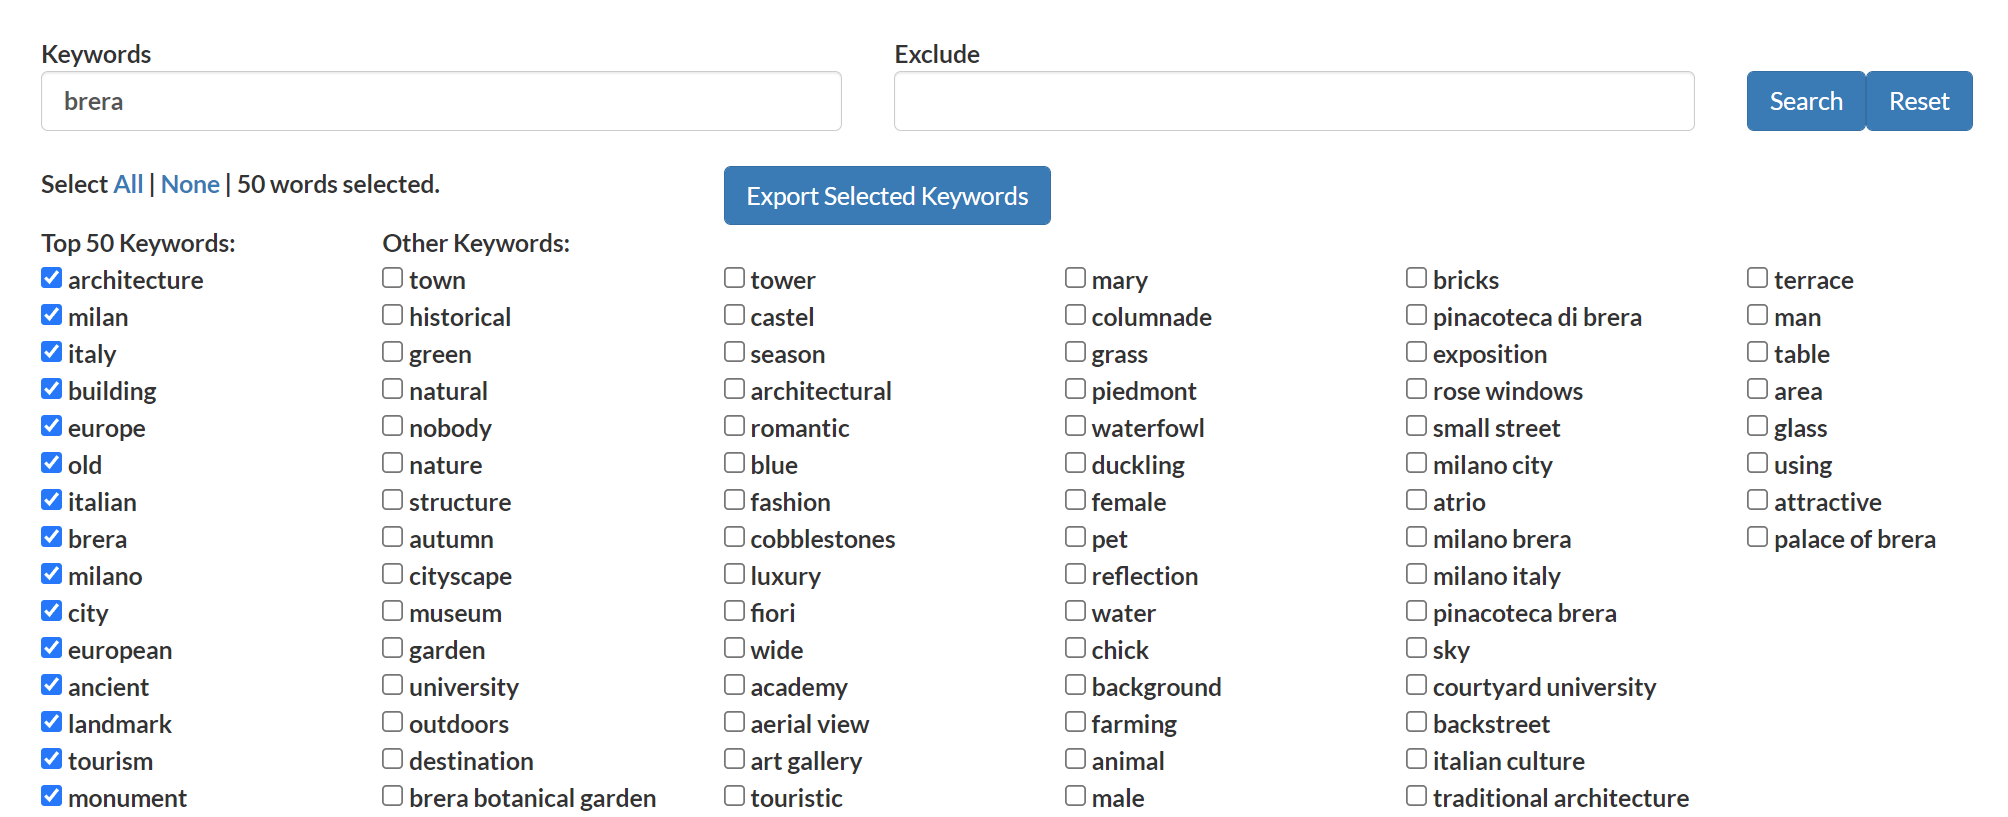 Keywords Exclude
brera Search Reset
Select All | None | 50 words selected. Export Selected Keywords
Top 50 Keywords: Other Keywords:
architecture town tower mary bricks terrace
milan historical castel columnade pinacoteca di brera man
italy green season grass exposition table
building natural architectural piedmont rose windows area
europe nobody romantic waterfowl small street glass
old nature blue duckling milano city using
italian structure fashion female atrio attractive
brera autumn cobblestones pet milano brera palace of brera
milano cityscape luxury reflection milano italy
city museum fiori water pinacoteca brera
european garden wide chick sky
ancient university academy background courtyard university
landmark outdoors aerial view farming backstreet
tourism destination art gallery animal italian culture
monument brera botanical garden touristic male traditional architecture